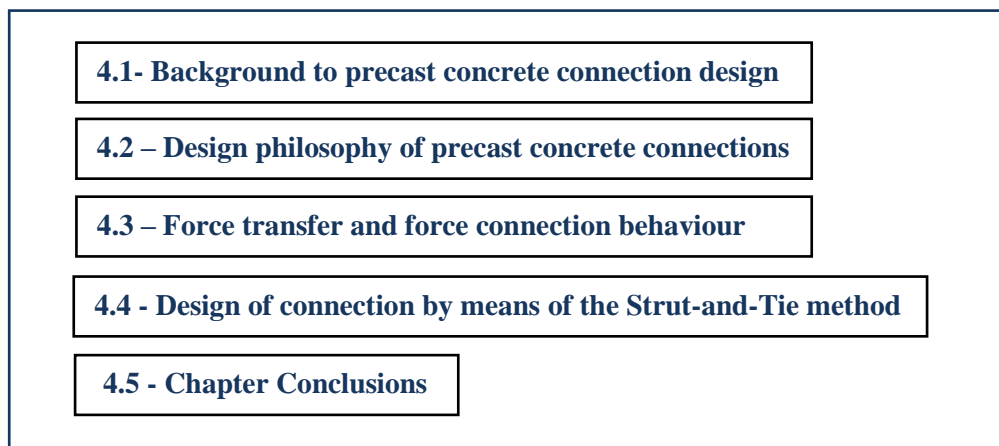 4.1- Background to precast concrete connection design
4.2 – Design philosophy of precast concrete connections
4.3 – Force transfer and force connection behaviour
4.4 - Design of connection by means of the Strut-and-Tie method
4.5 - Chapter Conclusions